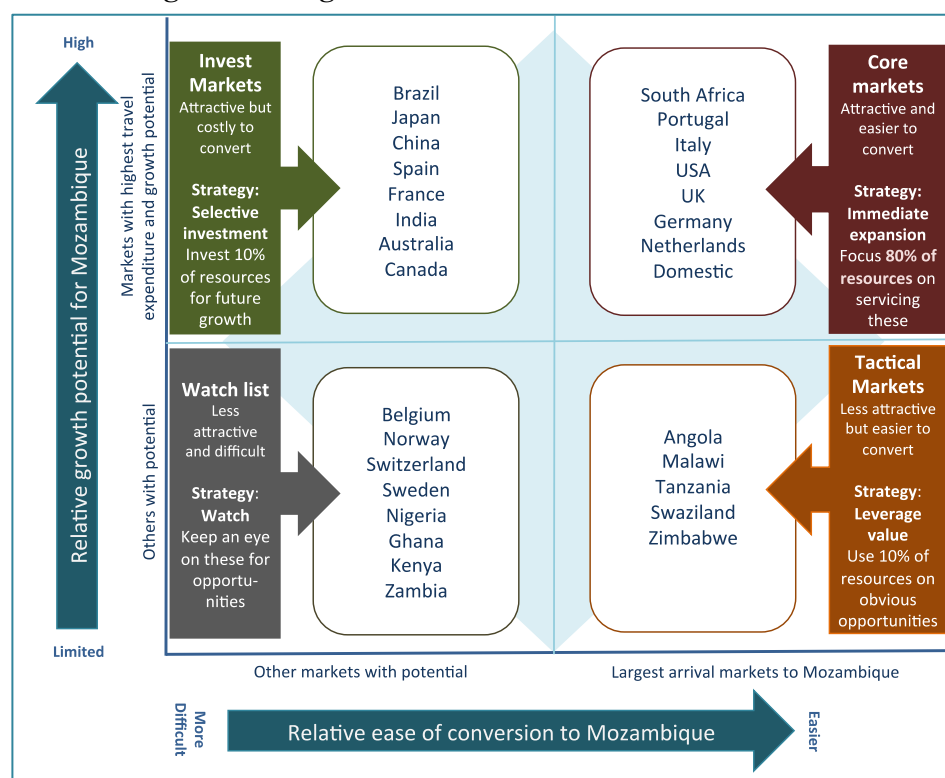 High
Relative growth potential for Mozambique
Limited
Markets with highest travel
expenditure and growth potential
Others with potential
Invest
Markets
Attractive but
costly to
convert
Strategy:
Selective
investment
Invest 10%
of resources
for future
growth
Brazil
Japan
China
Spain
France
India
Australia
Canada
South Africa
Portugal
Italy
USA
UK
Germany
Netherlands
Domestic
Core
markets
Attractive and
easier to
convert
Strategy:
Immediate
expansion
Focus 80% of
resources on
servicing
these
Watch list
Less
attractive
and difficult
Strategy:
Watch
Keep an eye
on these for
opportu-
nities
Belgium
Norway
Switzerland
Sweden
Nigeria
Ghana
Kenya
Zambia
Angola
Malawi
Tanzania
Swaziland
Zimbabwe
Tactical
Markets
Less attractive
but easier to
convert
Strategy:
Leverage
value
Use 10% of
resources on
obvious
opportunities
Other markets with potential
Largest arrival markets to Mozambique
More
Difficult
Relative ease of conversion to Mozambique
Easier